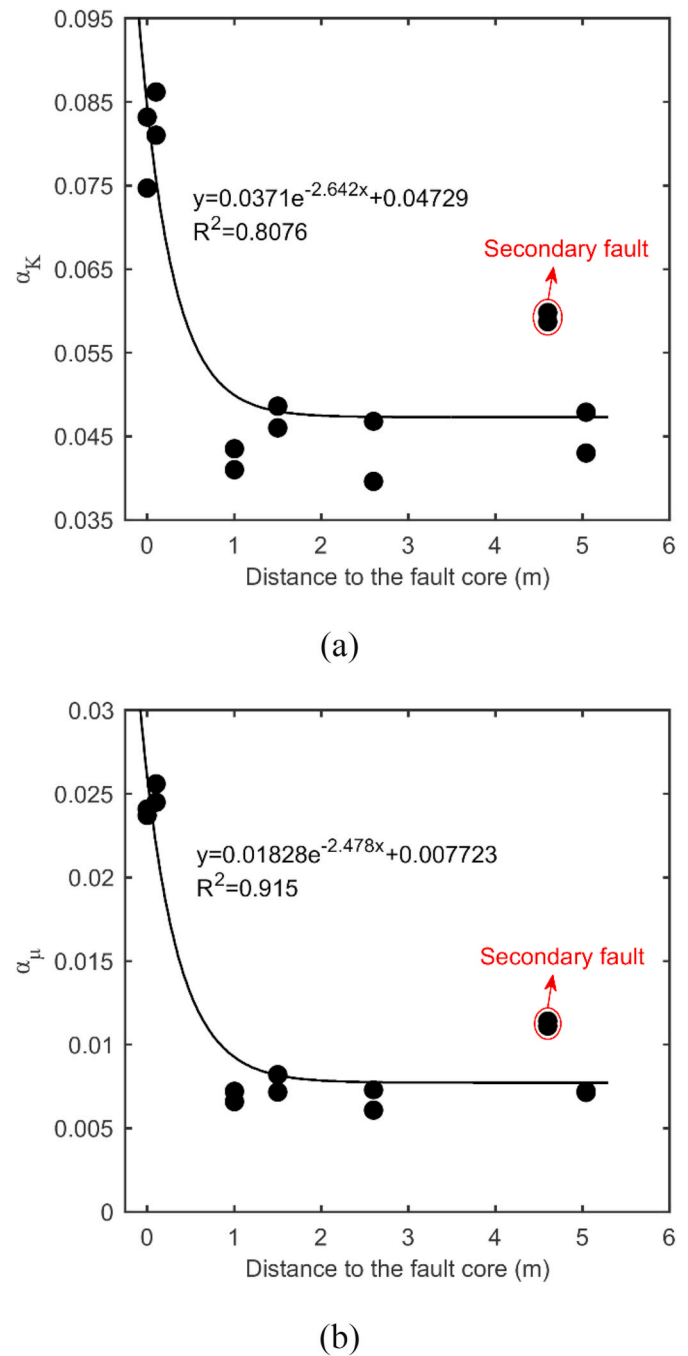 0.095
0.085
0.075
0.065
0.055
0.045
0.035
α_K
y=0.0371e^{-2.642x}+0.04729
R²=0.8076
Secondary fault
0 1 2 3 4 5 6
Distance to the fault core (m)
(a)
0.03
0.025
0.02
0.015
0.01
0.005
0
α_μ
y=0.01828e^{-2.478x}+0.007723
R²=0.915
Secondary fault
0 1 2 3 4 5 6
Distance to the fault core (m)
(b)